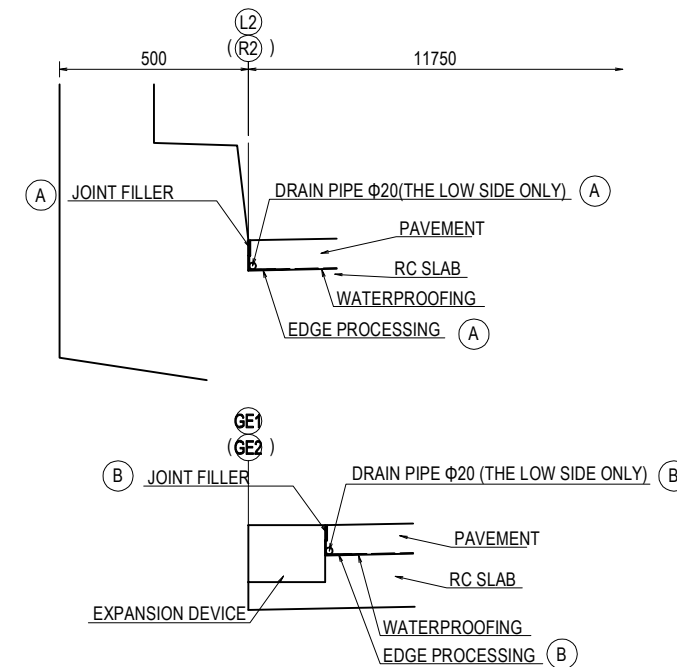 L2
(R2)
500
11750
A
JOINT FILLER
DRAIN PIPE Φ20(THE LOW SIDE ONLY)
A
PAVEMENT
RC SLAB
WATERPROOFING
EDGE PROCESSING
A
GE1
(GE2)
B
JOINT FILLER
DRAIN PIPE Φ20 (THE LOW SIDE ONLY)
B
PAVEMENT
RC SLAB
EXPANSION DEVICE
WATERPROOFING
EDGE PROCESSING
B